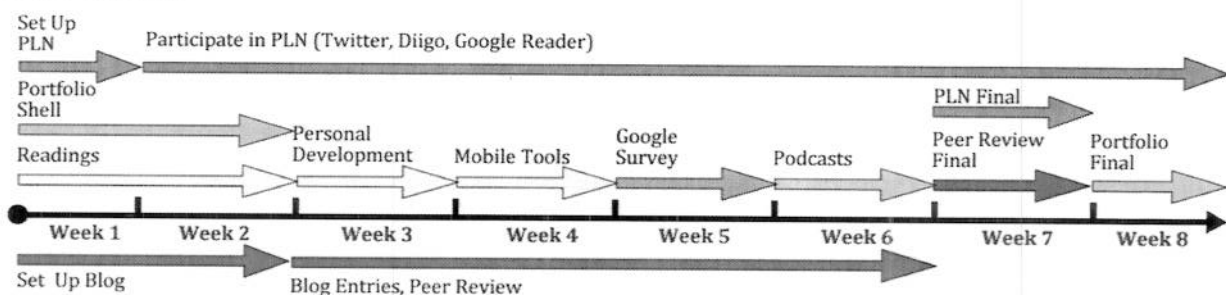 Set Up
PLN
Participate in PLN (Twitter, Diigo, Google Reader)
Portfolio
Shell
PLN Final
Readings
Personal
Development
Mobile Tools
Google
Survey
Podcasts
Peer Review
Final
Portfolio
Final
Week 1
Week 2
Week 3
Week 4
Week 5
Week 6
Week 7
Week 8
Set Up Blog
Blog Entries, Peer Review